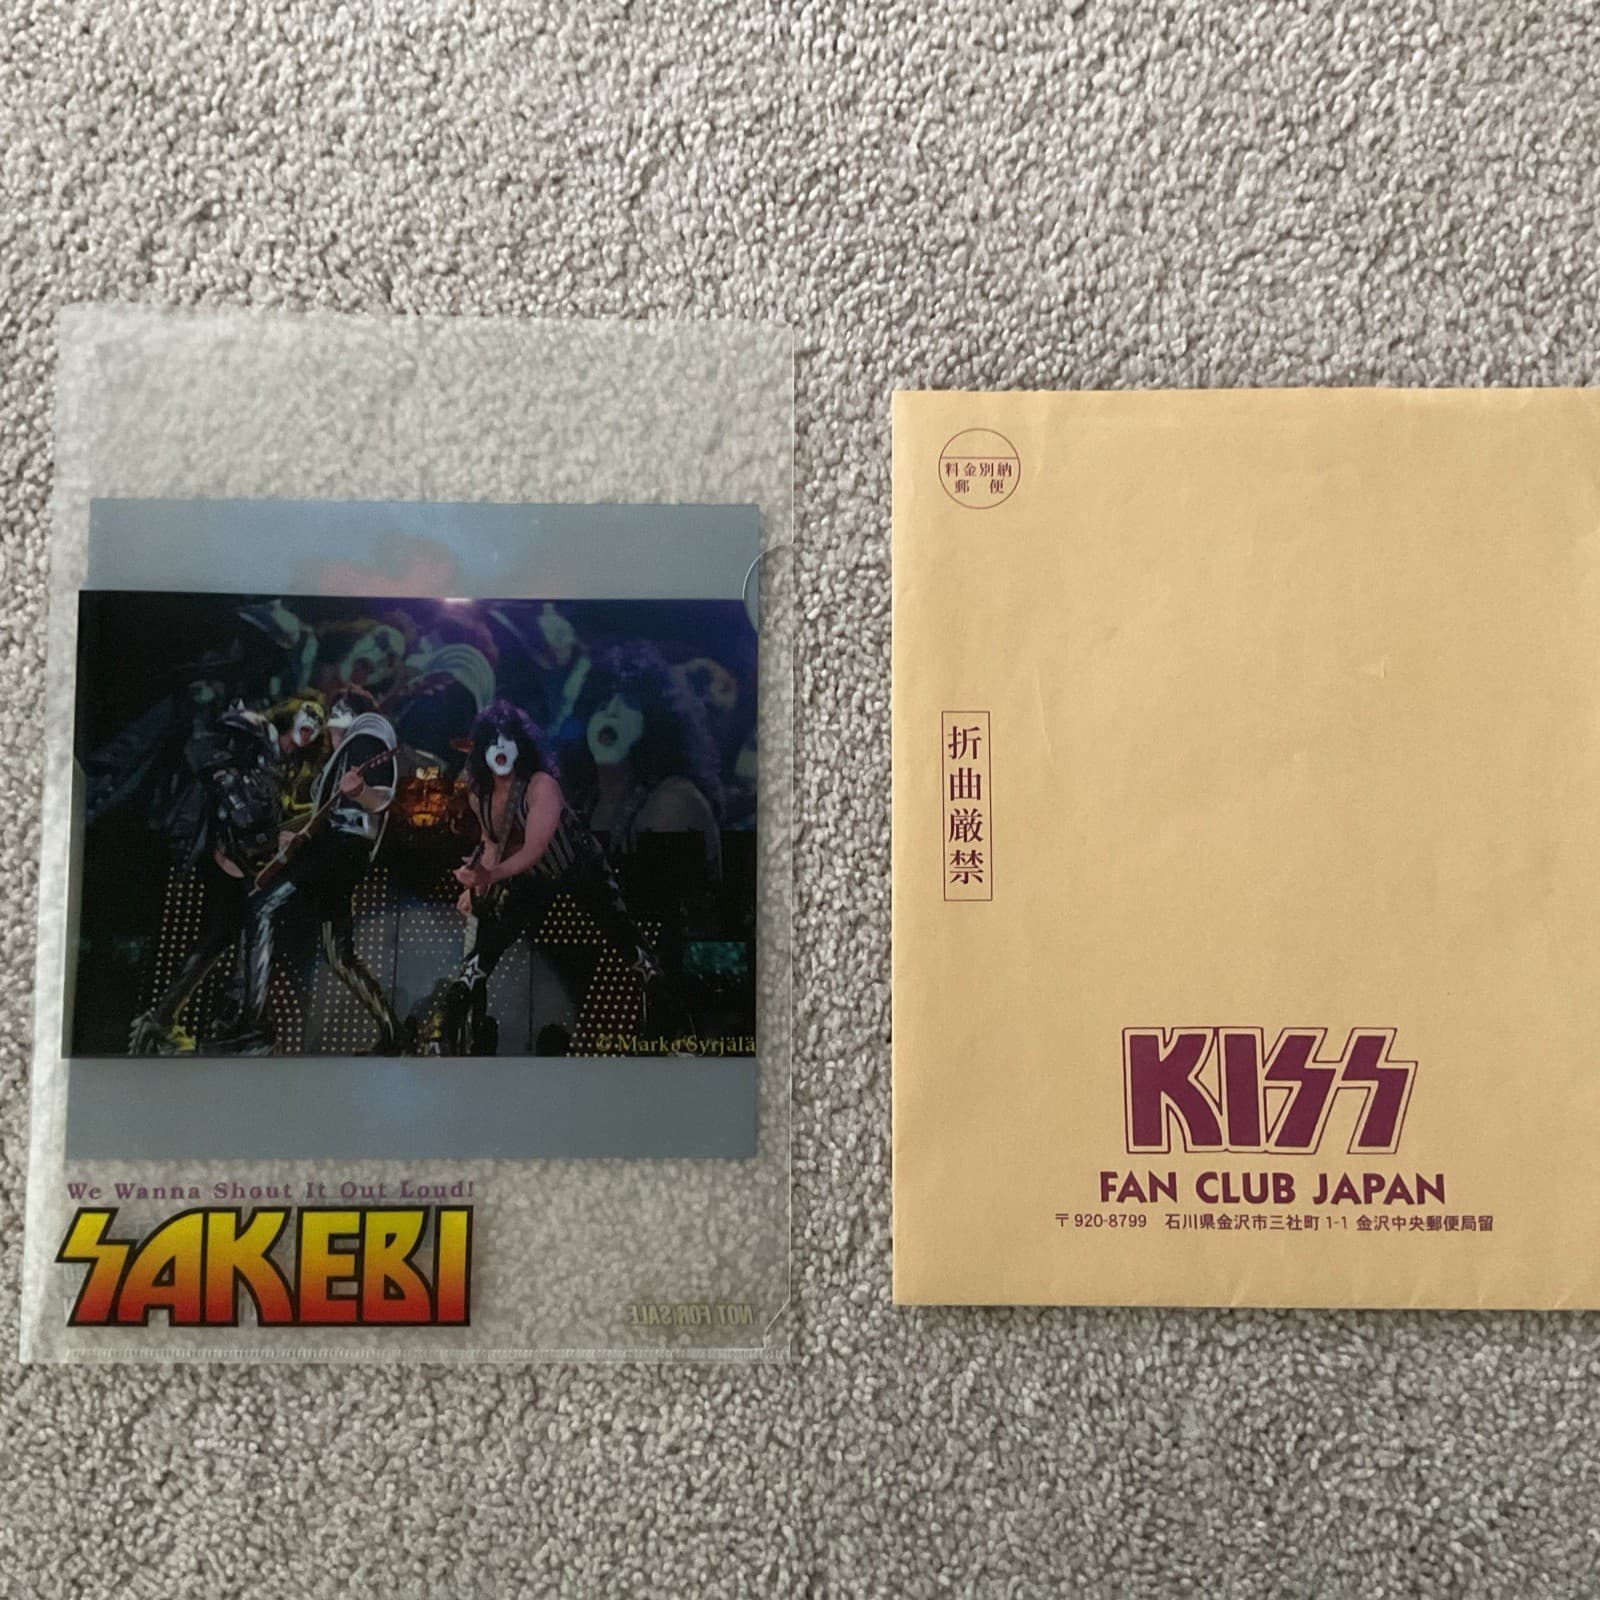 © Marko Syrjälä
We Wanna Shout It Out Loud!
SAKEBI
NOT FOR SALE
料金別納
郵便
折曲厳禁
KISS
FAN CLUB JAPAN
〒920-8799 石川県金沢市三社町1-1 金沢中央郵便局留